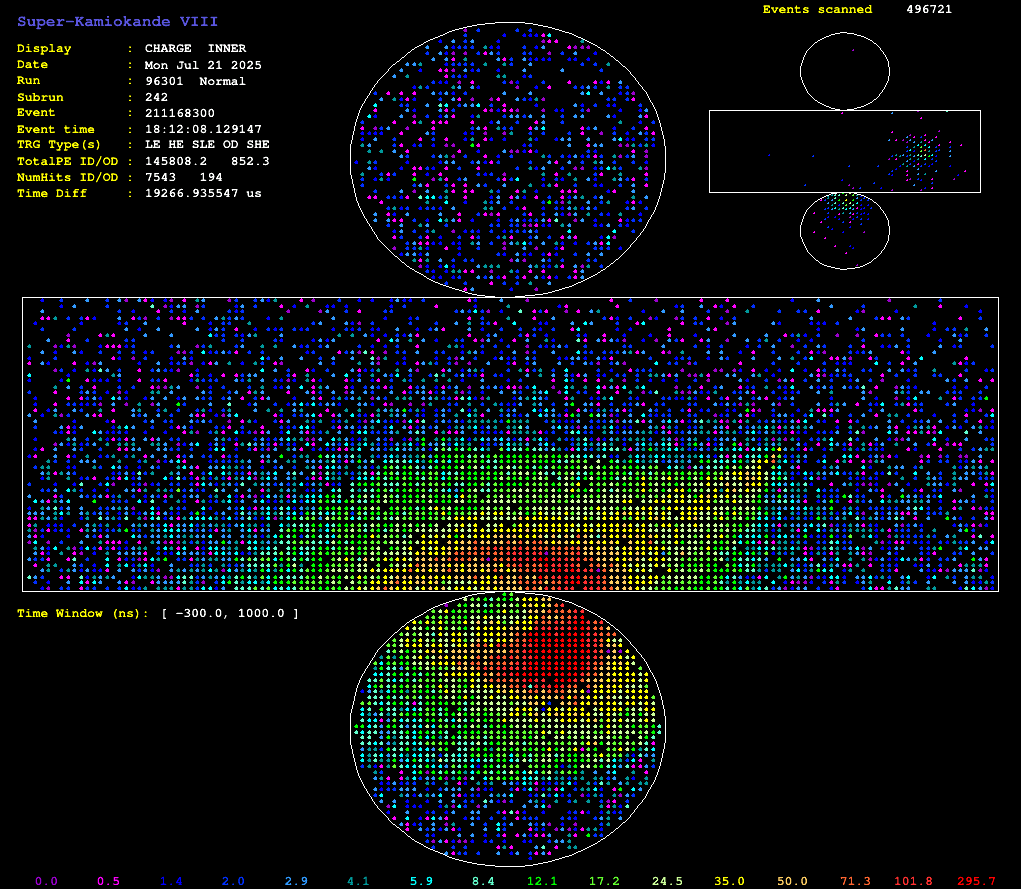 Super-Kamiokande VIII
Events scanned 496721
Display : CHARGE INNER
Date : Mon Jul 21 2025
Run : 96301 Normal
Subrun : 242
Event : 211168300
Event time : 18:12:08.129147
TRG Type(s) : LE HE SLE OD SHE
TotalPE ID/OD : 145808.2 852.3
NumHits ID/OD : 7543 194
Time Diff : 19266.935547 us
Time Window (ns): [ -300.0, 1000.0 ]
0.0 0.5 1.4 2.0 2.9 4.1 5.9 8.4 12.1 17.2 24.5 35.0 50.0 71.3 101.8 295.7